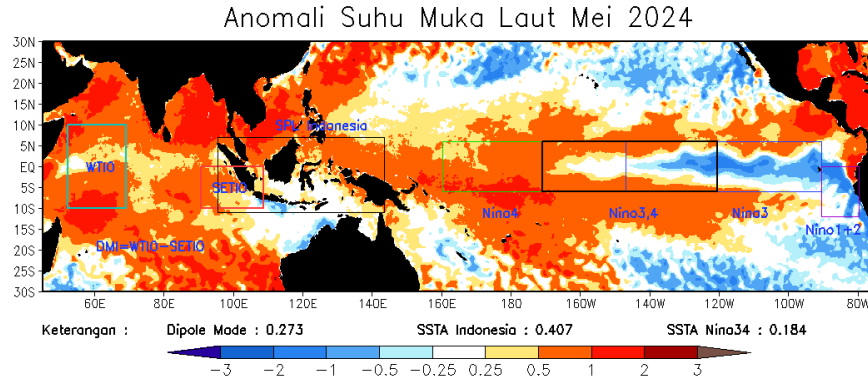 Anomali Suhu Muka Laut Mei 2024
30N
25N
20N
15N
10N
5N
EQ
5S
10S
15S
20S
25S
30S
SPL Indonesia
WTIO
SETIO
Nino4
Nino3,4
Nino3
Nino1+2
DMI=WTIO-SETIO
60E 80E 100E 120E 140E 160E 180 160W 140W 120W 100W 80W
Keterangan : Dipole Mode : 0.273 SSTA Indonesia : 0.407 SSTA Nina34 : 0.184
-3 -2 -1 -0.5 -0.25 0.25 0.5 1 2 3